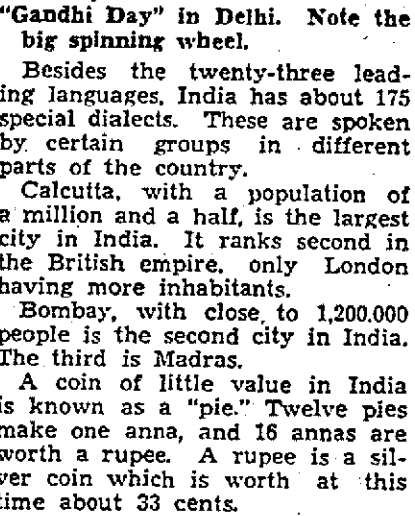 "Gandhi Day" in Delhi. Note the
big spinning wheel.
Besides the twenty-three lead-
ing languages, India has about 175
special dialects. These are spoken
by certain groups in different
parts of the country.
Calcutta, with a population of
a million and a half, is the largest
city in India. It ranks second in
the British empire, only London
having more inhabitants.
Bombay, with close to 1,200,000
people is the second city in India.
The third is Madras.
A coin of little value in India
is known as a "pie." Twelve pies
make one anna, and 16 annas are
worth a rupee. A rupee is a sil-
ver coin which is worth at this
time about 33 cents.